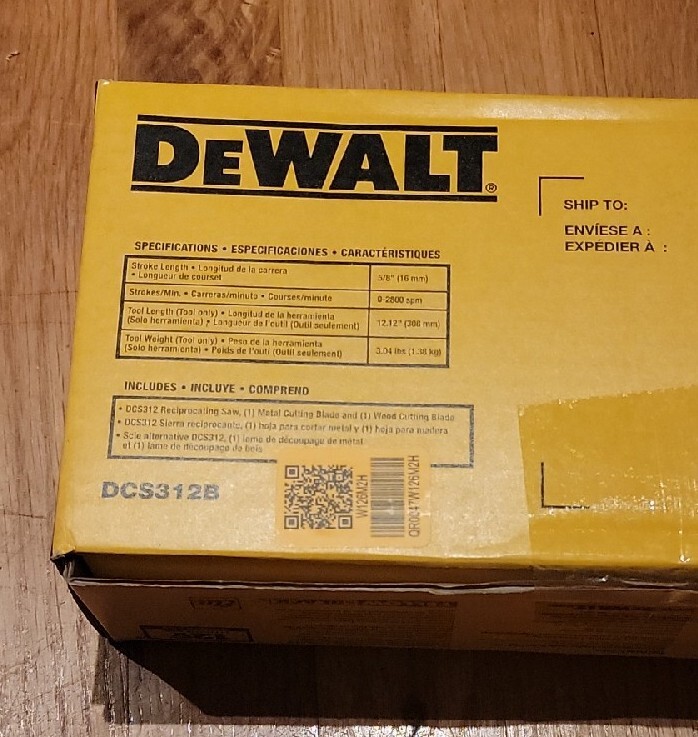 DEWALT®
SHIP TO:
ENVÍESE A :
EXPÉDIER À :
SPECIFICATIONS • ESPECIFICACIONES • CARACTÉRISTIQUES
Stroke Length • Longitud de la carrera
• Longueur de course
5/8" (16 mm)
Strokes/Min. • Carreras/minuto • Courses/minute
0-2800 spm
Tool Length (Tool only) • Longitud de la herramienta
(Solo herramienta) • Longueur de l'outil (Outil seulement)
12.12" (308 mm)
Tool Weight (Tool only) • Peso de la herramienta
(Solo herramienta) • Poids de l'outil (Outil seulement)
3.04 lbs (1.38 kg)
INCLUDES • INCLUYE • COMPREND
• DCS312 Reciprocating Saw, (1) Metal Cutting Blade and (1) Wood Cutting Blade
• DCS312 Sierra reciprocante, (1) hoja para cortar metal y (1) hoja para madera
• Scie alternative DCS312, (1) lame de découpage de métal
et (1) lame de découpage de bois
DCS312B
W126M2H
QR0047W126M2H